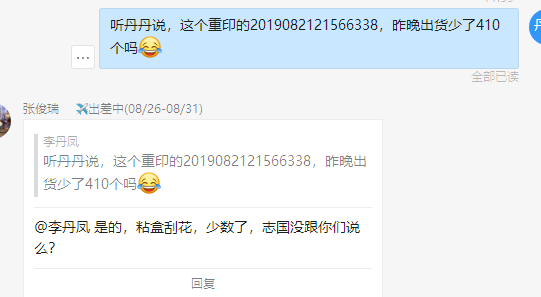 听丹丹说，这个重印的2019082121566338，昨晚出货少了410
个吗😂
全部已读
张俊瑞 ✈️出差中(08/26-08/31)
李丹凤
听丹丹说，这个重印的2019082121566338，昨晚出
货少了410个吗😂
@李丹凤 是的，粘盒刮花，少数了，志国没跟你们说
么？
回复